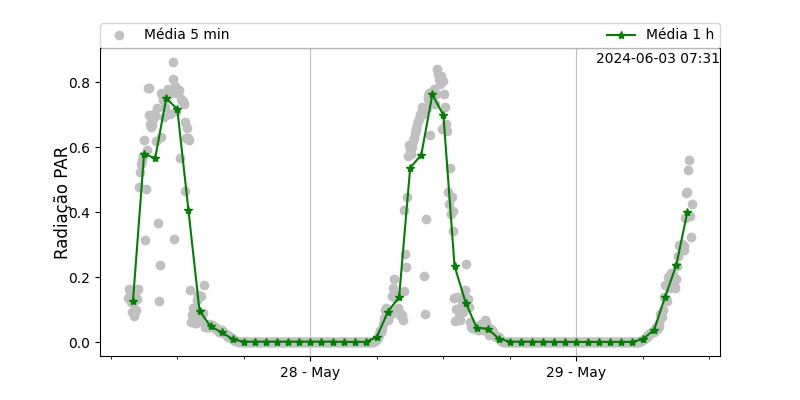 Média 5 min
Média 1 h
2024-06-03 07:31
Radiação PAR
0.8
0.6
0.4
0.2
0.0
28 - May
29 - May